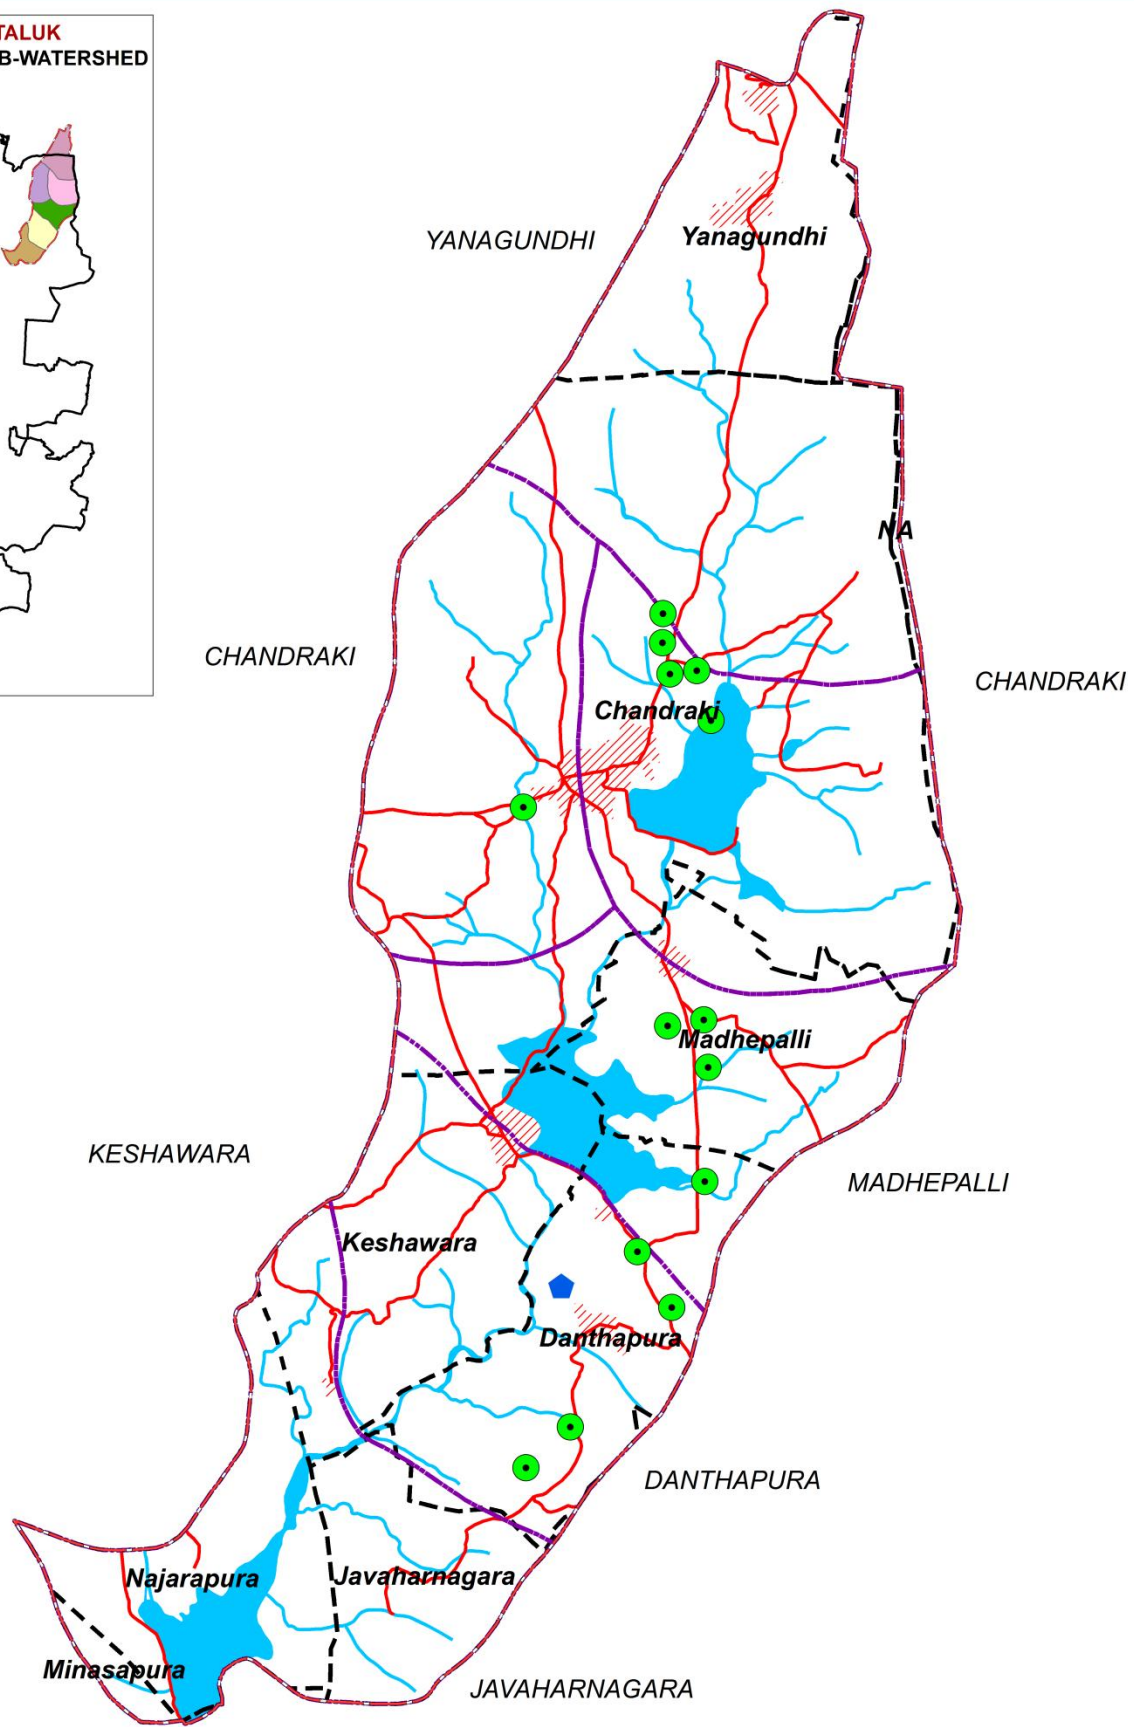 TALUK
B-WATERSHED
YANAGUNDHI
Yanagundhi
NA
CHANDRAKI
CHANDRAKI
Chandraki
Madhepalli
KESHAWARA
MADHEPALLI
Keshawara
Danthapura
DANTHAPURA
Najarapura
Javaharnagara
Minasapura
JAVAHARNAGARA